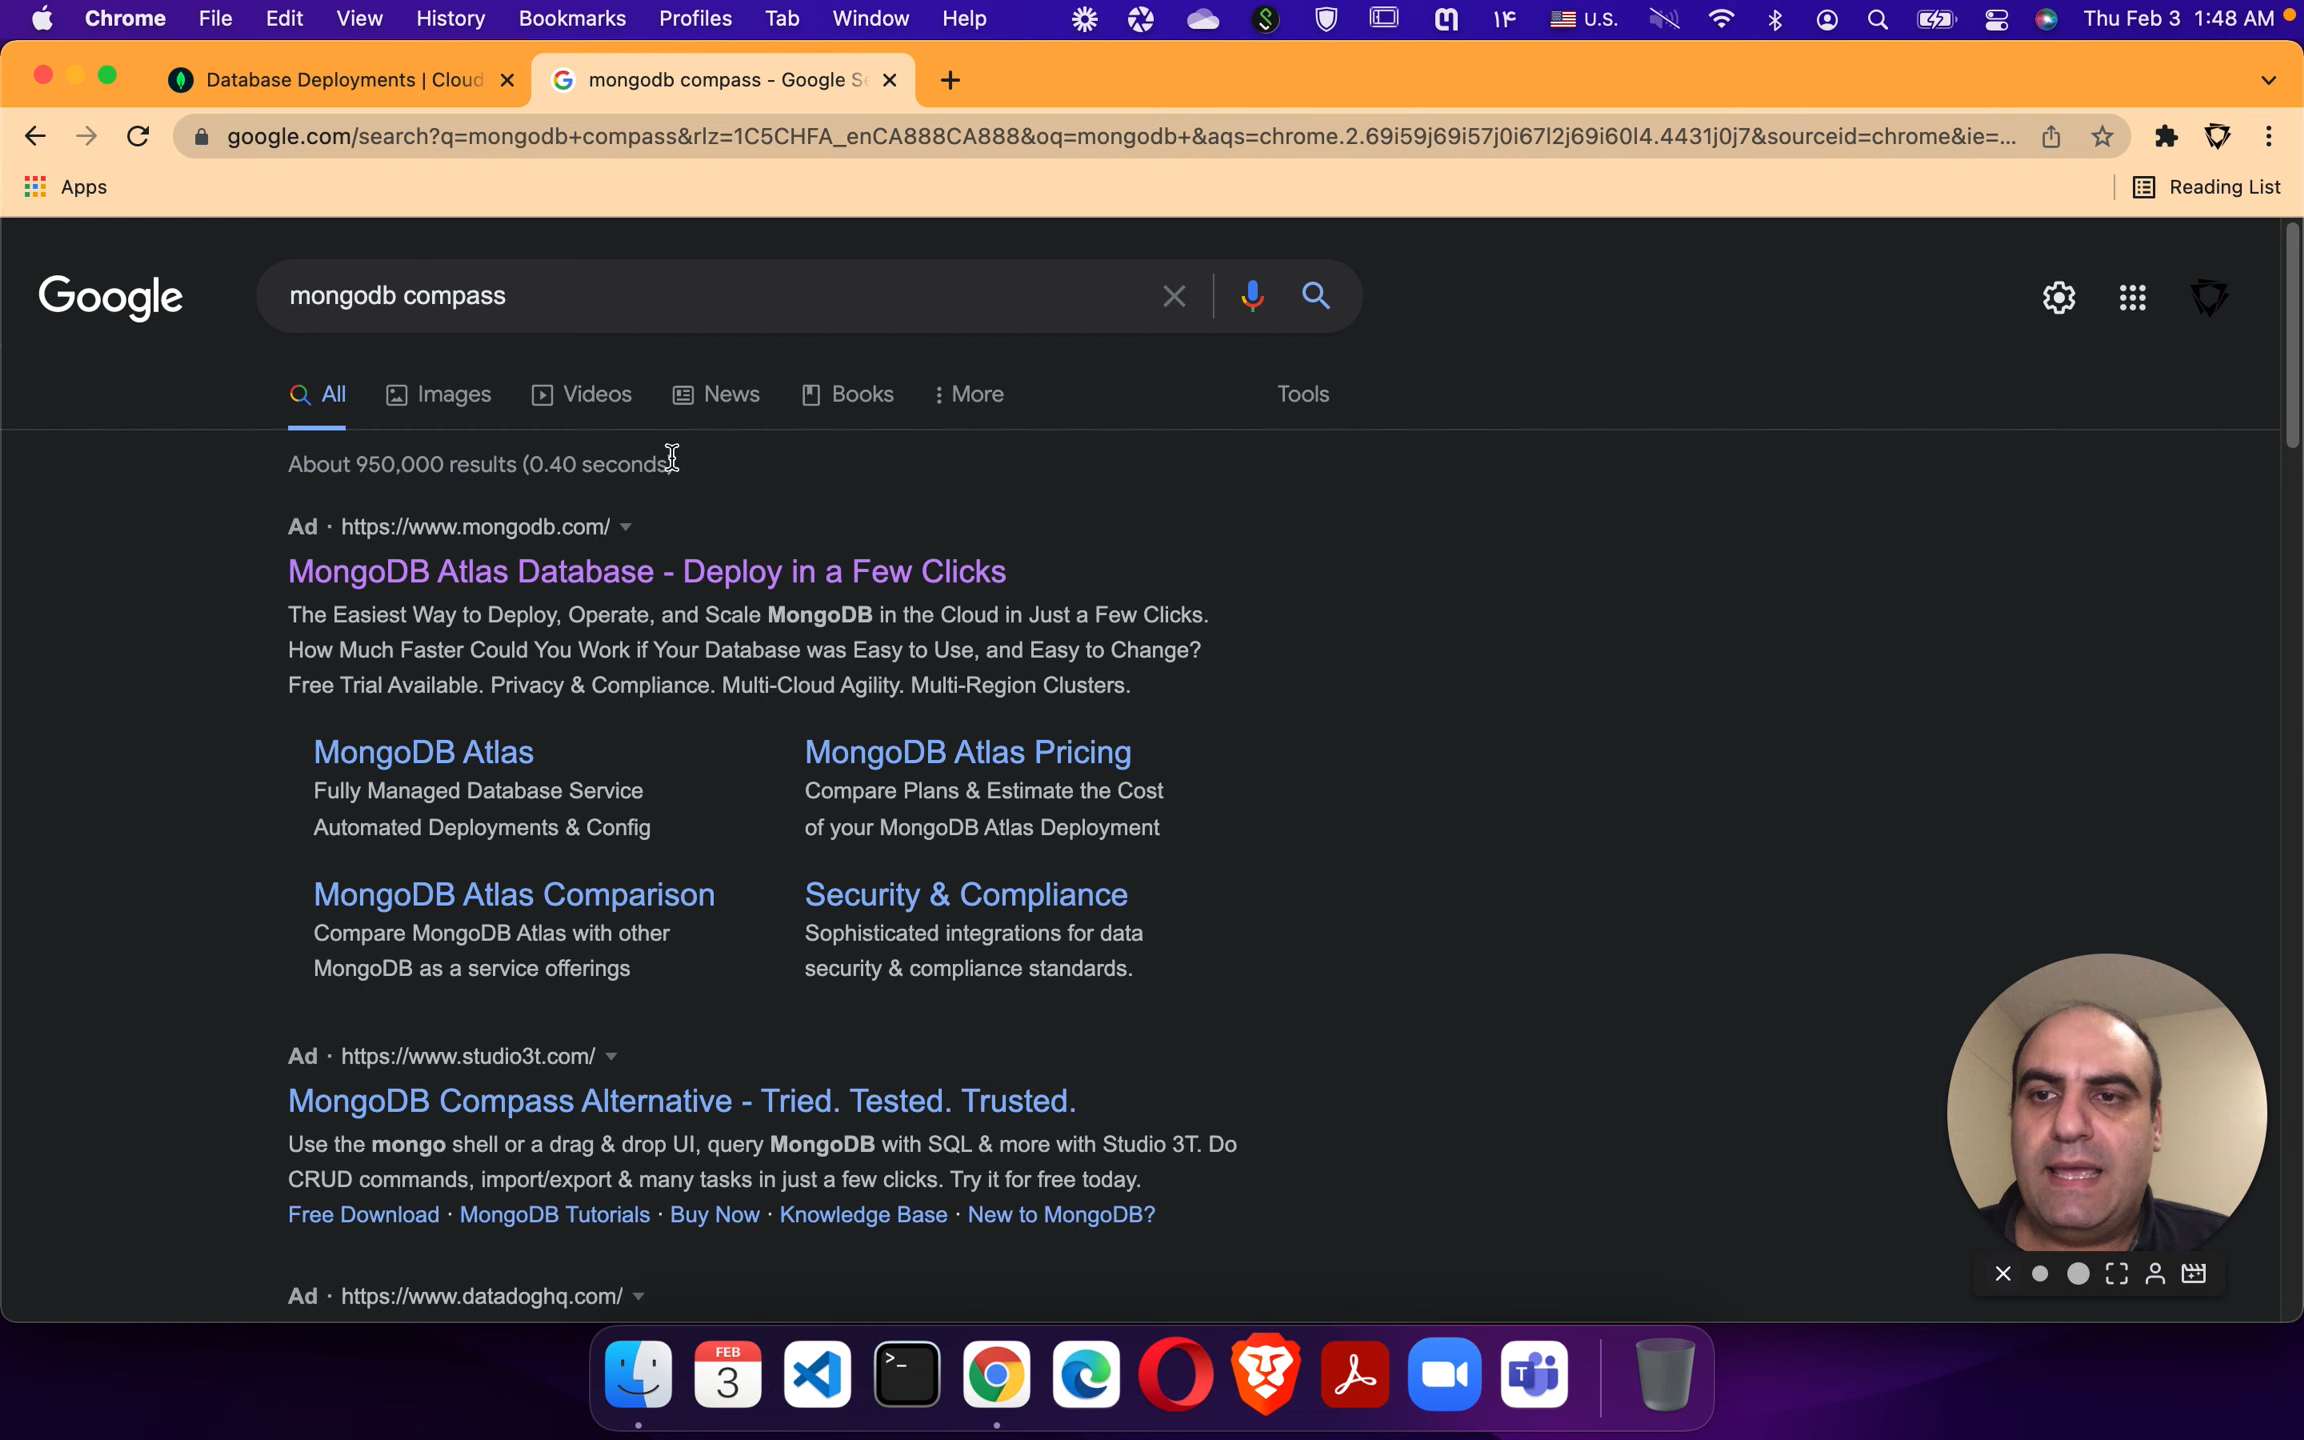 Chrome File Edit View History Bookmarks Profiles Tab Window Help ۱۴ U.S. Thu Feb 3 1:48 AM
Database Deployments | Cloud
mongodb compass - Google Se
google.com/search?q=mongodb+compass&rlz=1C5CHFA_enCA888CA888&oq=mongodb+&aqs=chrome.2.69i59j69i57j0i67l2j69i60l4.4431j0j7&sourceid=chrome&ie=...
Apps
Reading List
Google
mongodb compass
All Images Videos News Books More Tools
About 950,000 results (0.40 seconds)
Ad · https://www.mongodb.com/
MongoDB Atlas Database - Deploy in a Few Clicks
The Easiest Way to Deploy, Operate, and Scale MongoDB in the Cloud in Just a Few Clicks.
How Much Faster Could You Work if Your Database was Easy to Use, and Easy to Change?
Free Trial Available. Privacy & Compliance. Multi-Cloud Agility. Multi-Region Clusters.
MongoDB Atlas
Fully Managed Database Service
Automated Deployments & Config
MongoDB Atlas Pricing
Compare Plans & Estimate the Cost
of your MongoDB Atlas Deployment
MongoDB Atlas Comparison
Compare MongoDB Atlas with other
MongoDB as a service offerings
Security & Compliance
Sophisticated integrations for data
security & compliance standards.
Ad · https://www.studio3t.com/
MongoDB Compass Alternative - Tried. Tested. Trusted.
Use the mongo shell or a drag & drop UI, query MongoDB with SQL & more with Studio 3T. Do
CRUD commands, import/export & many tasks in just a few clicks. Try it for free today.
Free Download · MongoDB Tutorials · Buy Now · Knowledge Base · New to MongoDB?
Ad · https://www.datadoghq.com/
FEB
3